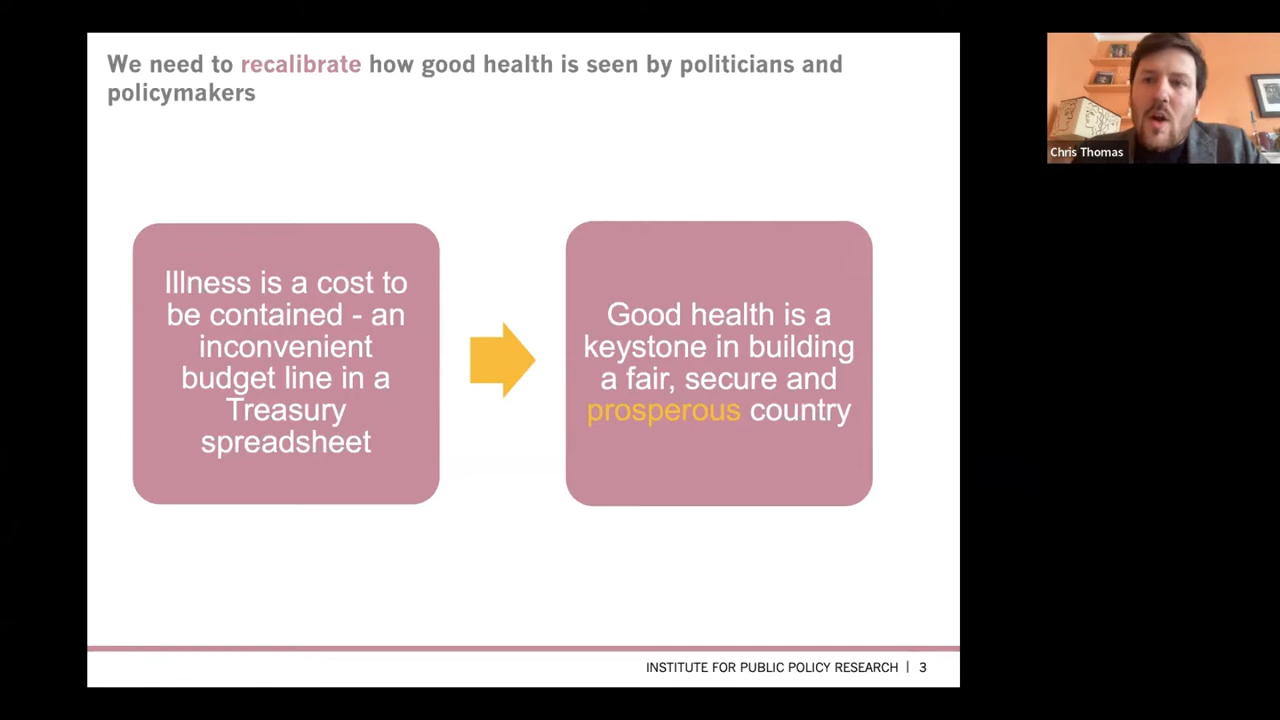 We need to recalibrate how good health is seen by politicians and
policymakers
Illness is a cost to
be contained - an
inconvenient
budget line in a
Treasury
spreadsheet
Good health is a
keystone in building
a fair, secure and
prosperous country
INSTITUTE FOR PUBLIC POLICY RESEARCH | 3
Chris Thomas